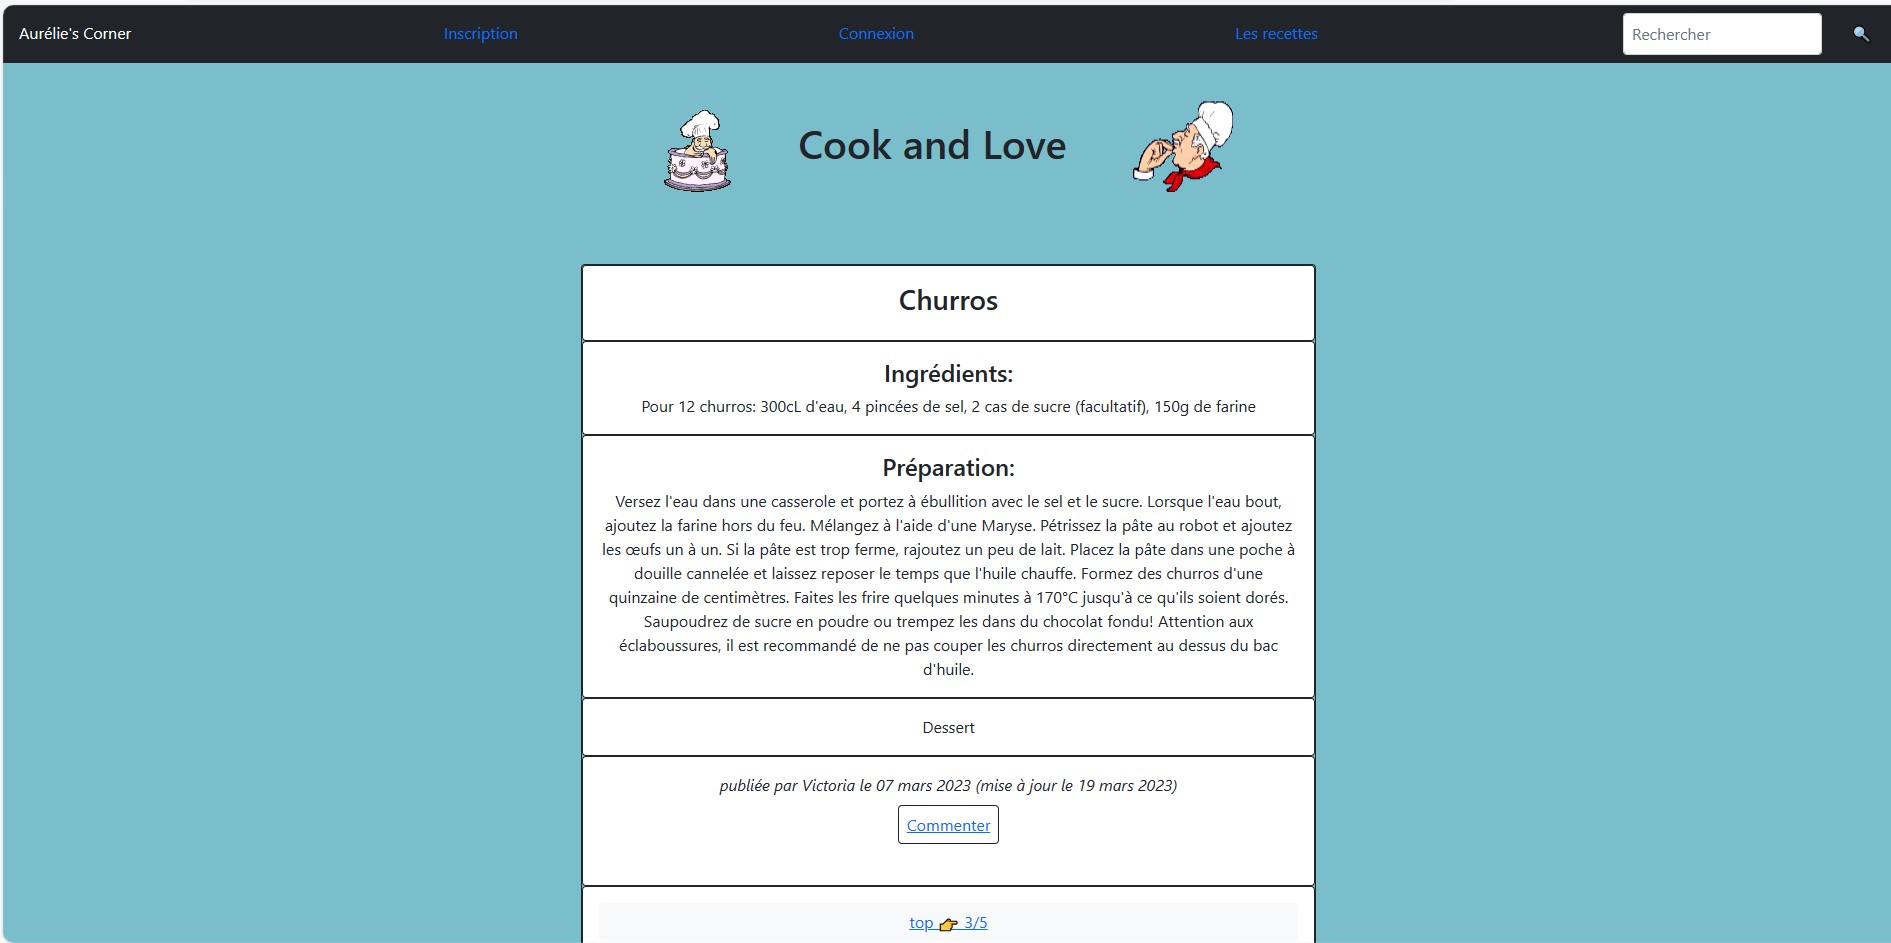 Aurélie's Corner
Inscription
Connexion
Les recettes
Rechercher
Cook and Love
Churros
Ingrédients:
Pour 12 churros: 300cL d'eau, 4 pincées de sel, 2 cas de sucre (facultatif), 150g de farine
Préparation:
Versez l'eau dans une casserole et portez à ébullition avec le sel et le sucre. Lorsque l'eau bout,
ajoutez la farine hors du feu. Mélangez à l'aide d'une Maryse. Pétrissez la pâte au robot et ajoutez
les œufs un à un. Si la pâte est trop ferme, rajoutez un peu de lait. Placez la pâte dans une poche à
douille cannelée et laissez reposer le temps que l'huile chauffe. Formez des churros d'une
quinzaine de centimètres. Faites les frire quelques minutes à 170°C jusqu'à ce qu'ils soient dorés.
Saupoudrez de sucre en poudre ou trempez les dans du chocolat fondu! Attention aux
éclaboussures, il est recommandé de ne pas couper les churros directement au dessus du bac
d'huile.
Dessert
publiée par Victoria le 07 mars 2023 (mise à jour le 19 mars 2023)
Commenter
top 👉 3/5